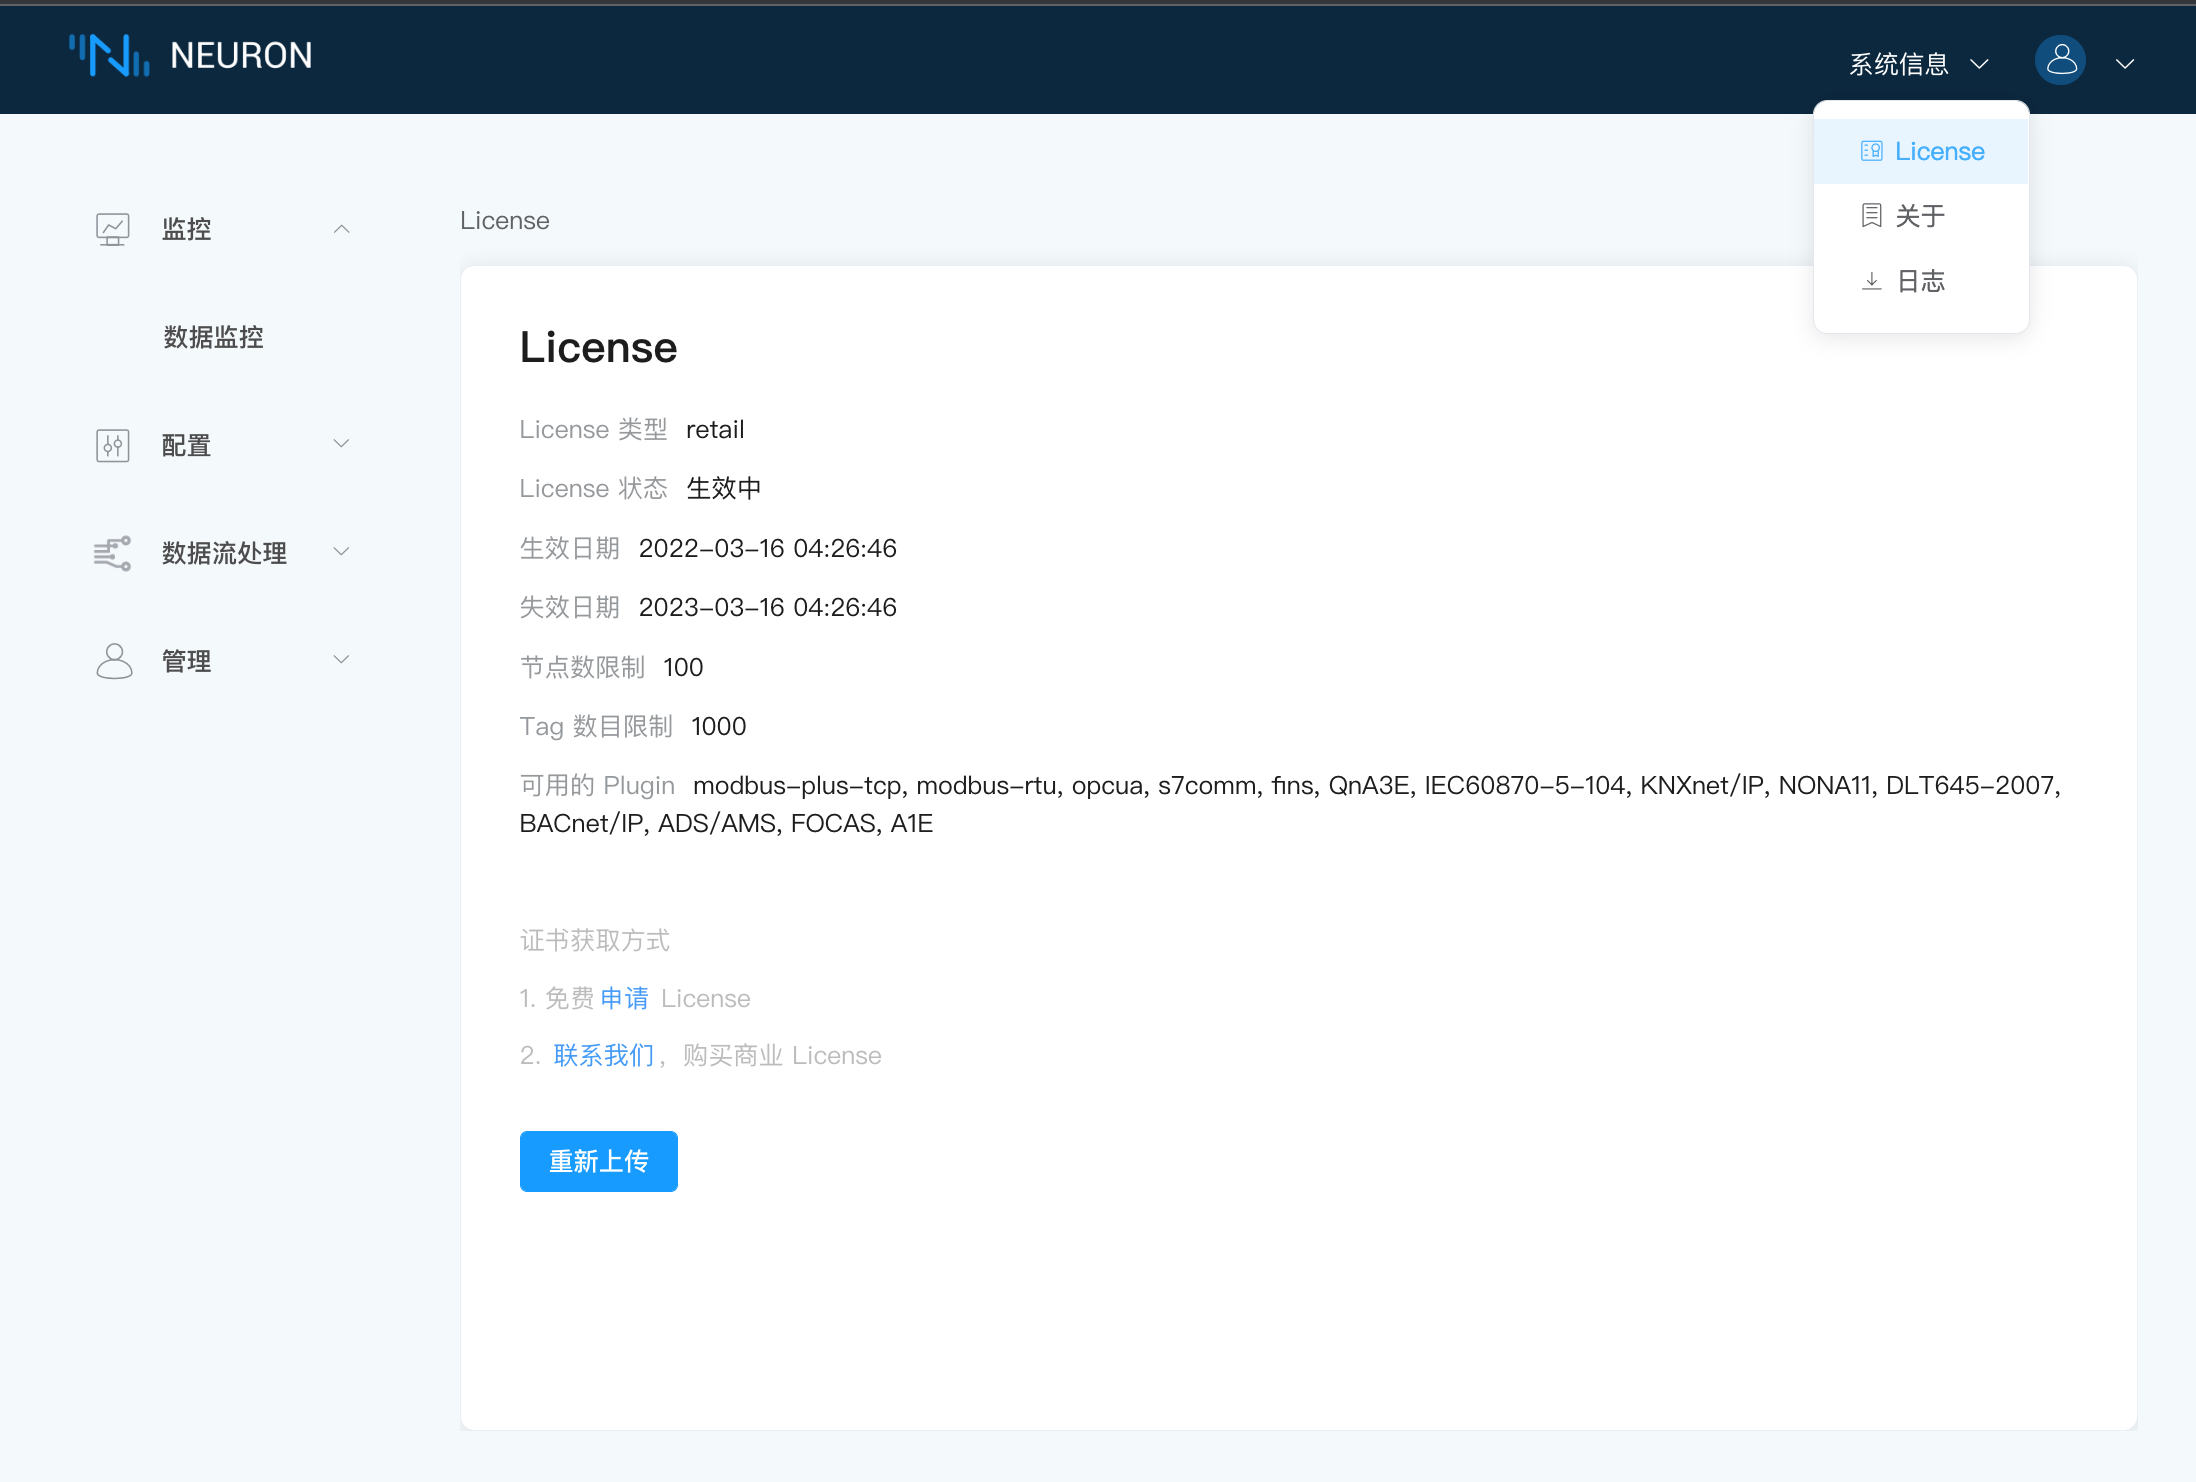 NEURON
系统信息
License
关于
日志
监控
数据监控
配置
数据流处理
管理
License
License
License 类型 retail
License 状态 生效中
生效日期 2022-03-16 04:26:46
失效日期 2023-03-16 04:26:46
节点数限制 100
Tag 数目限制 1000
可用的 Plugin modbus-plus-tcp, modbus-rtu, opcua, s7comm, fins, QnA3E, IEC60870-5-104, KNXnet/IP, NONA11, DLT645-2007,
BACnet/IP, ADS/AMS, FOCAS, A1E
证书获取方式
1. 免费 申请 License
2. 联系我们，购买商业 License
重新上传